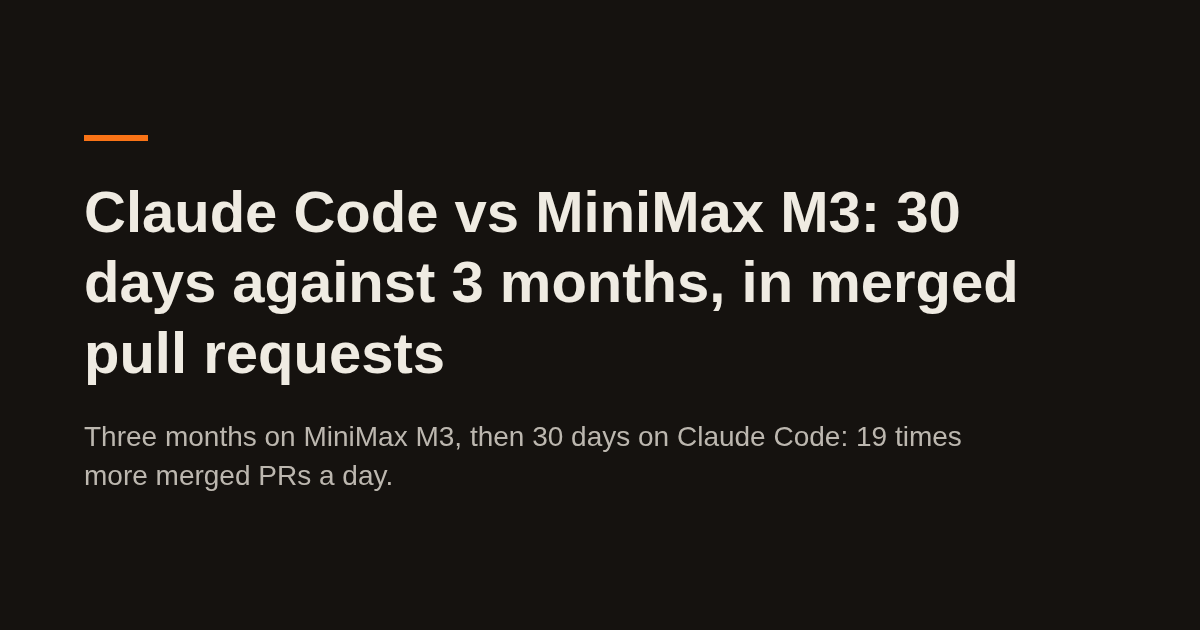 Claude Code vs MiniMax M3: 30
days against 3 months, in merged
pull requests
Three months on MiniMax M3, then 30 days on Claude Code: 19 times
more merged PRs a day.